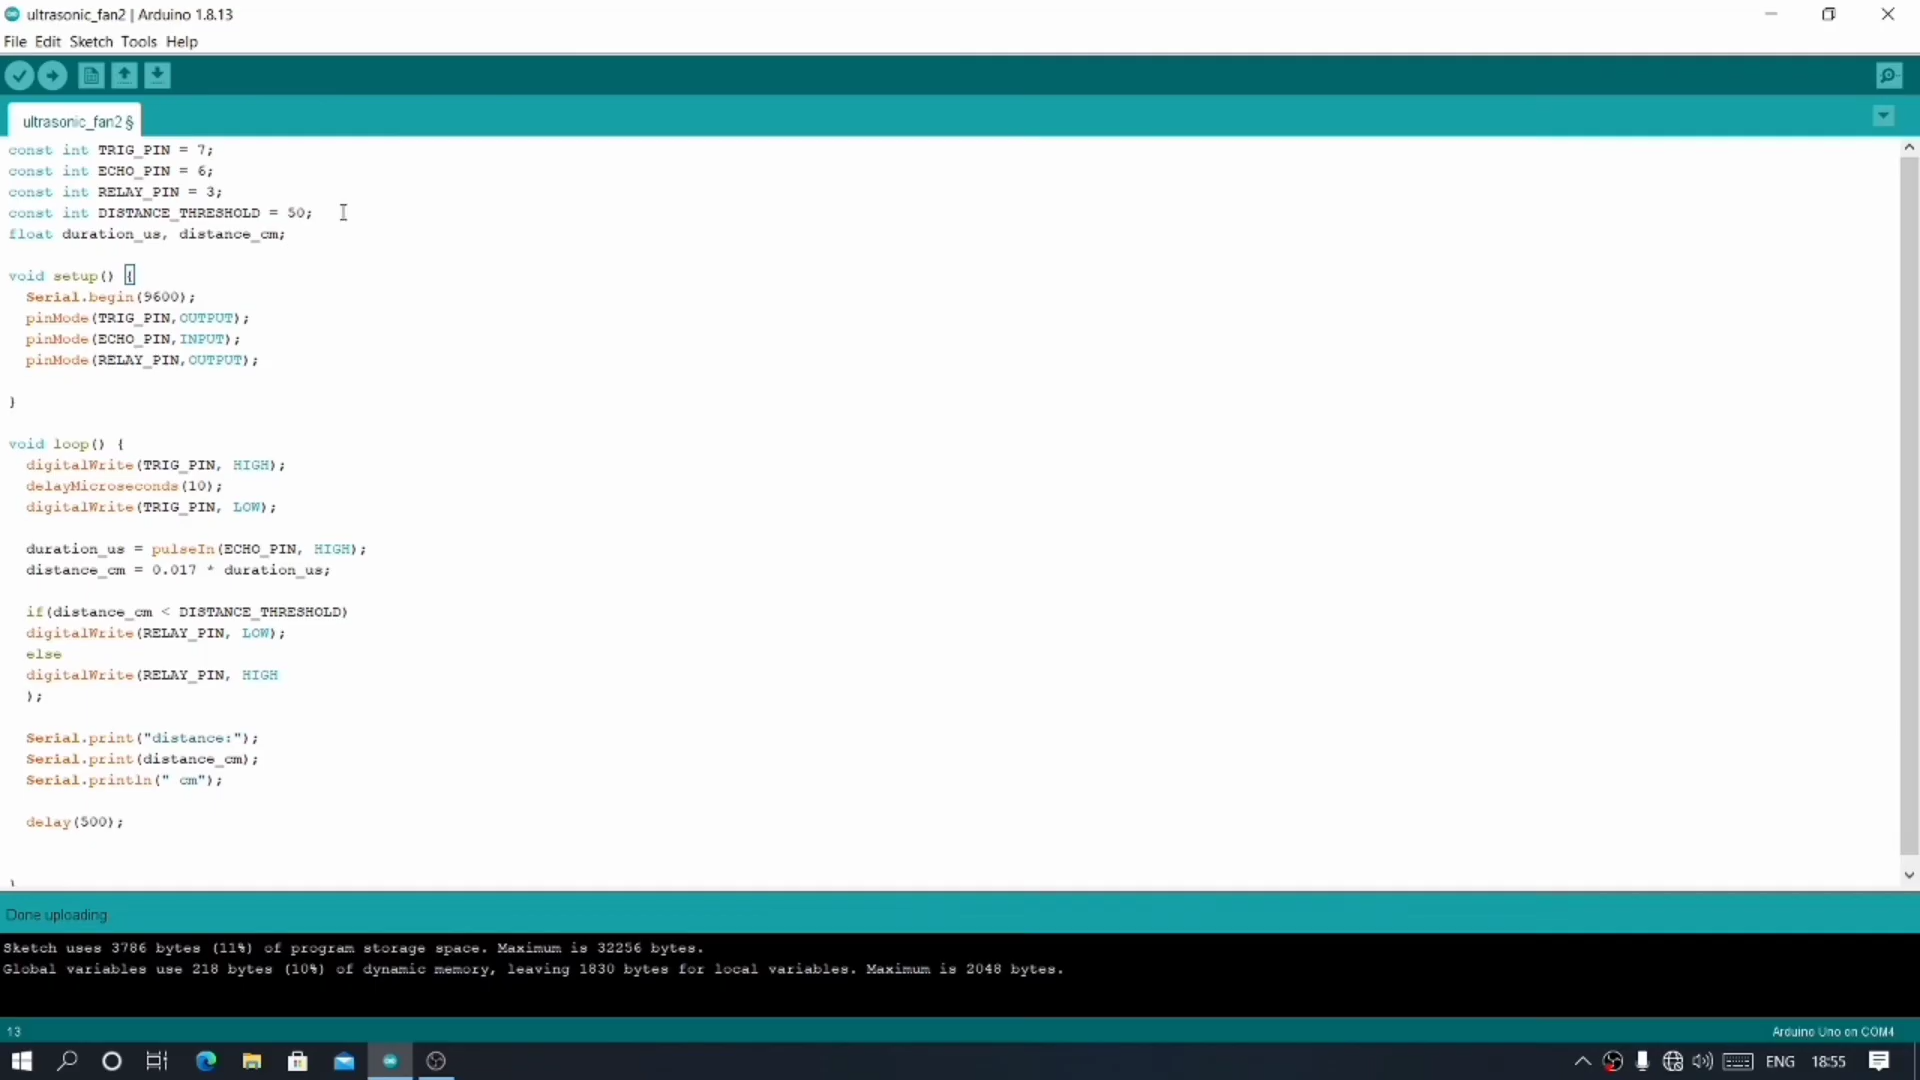 ultrasonic_fan2 | Arduino 1.8.13
File Edit Sketch Tools Help
ultrasonic_fan2 §
const int TRIG_PIN = 7;
const int ECHO_PIN = 6;
const int RELAY_PIN = 3;
const int DISTANCE_THRESHOLD = 50;
float duration_us, distance_cm;
void setup() {
Serial.begin(9600);
pinMode(TRIG_PIN,OUTPUT);
pinMode(ECHO_PIN,INPUT);
pinMode(RELAY_PIN,OUTPUT);
}
void loop() {
digitalWrite(TRIG_PIN, HIGH);
delayMicroseconds(10);
digitalWrite(TRIG_PIN, LOW);
duration_us = pulseIn(ECHO_PIN, HIGH);
distance_cm = 0.017 * duration_us;
if(distance_cm < DISTANCE_THRESHOLD)
digitalWrite(RELAY_PIN, LOW);
else
digitalWrite(RELAY_PIN, HIGH
);
Serial.print("distance:");
Serial.print(distance_cm);
Serial.println(" cm");
delay(500);
}
Done uploading.
Sketch uses 3786 bytes (11%) of program storage space. Maximum is 32256 bytes.
Global variables use 218 bytes (10%) of dynamic memory, leaving 1830 bytes for local variables. Maximum is 2048 bytes.
13
Arduino Uno on COM4
ENG 18:55